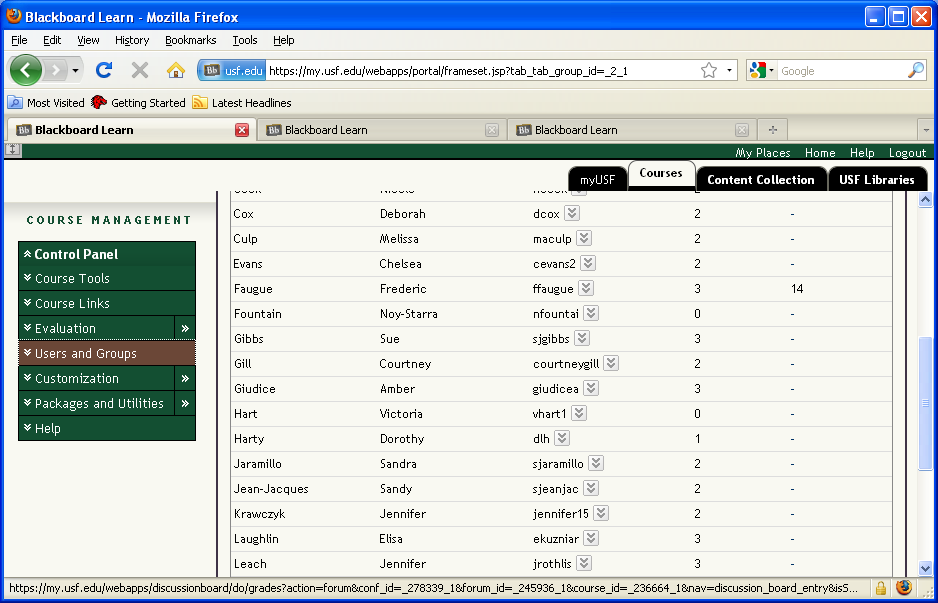 Blackboard Learn - Mozilla Firefox
File Edit View History Bookmarks Tools Help
Bb usf.edu https://my.usf.edu/webapps/portal/frameset.jsp?tab_tab_group_id=_2_1 Google
Most Visited Getting Started Latest Headlines
Bb Blackboard Learn Bb Blackboard Learn Bb Blackboard Learn
My Places Home Help Logout
myUSF Courses Content Collection USF Libraries
COURSE MANAGEMENT
Control Panel
Course Tools
Course Links
Evaluation
Users and Groups
Customization
Packages and Utilities
Help
Cox Deborah dcox 2 -
Culp Melissa maculp 2 -
Evans Chelsea cevans2 2 -
Faugue Frederic ffaugue 3 14
Fountain Noy-Starra nfountai 0 -
Gibbs Sue sjgibbs 3 -
Gill Courtney courtneygill 2 -
Giudice Amber giudicea 3 -
Hart Victoria vhart1 0 -
Harty Dorothy dlh 1 -
Jaramillo Sandra sjaramillo 2 -
Jean-Jacques Sandy sjeanjac 2 -
Krawczyk Jennifer jennifer15 2 -
Laughlin Elisa ekuzniar 3 -
Leach Jennifer jrothlis 3 -
https://my.usf.edu/webapps/discussionboard/do/grades?action=forum&conf_id=_278339_1&forum_id=_245936_1&course_id=_236664_1&nav=discussion_board_entry&isS...